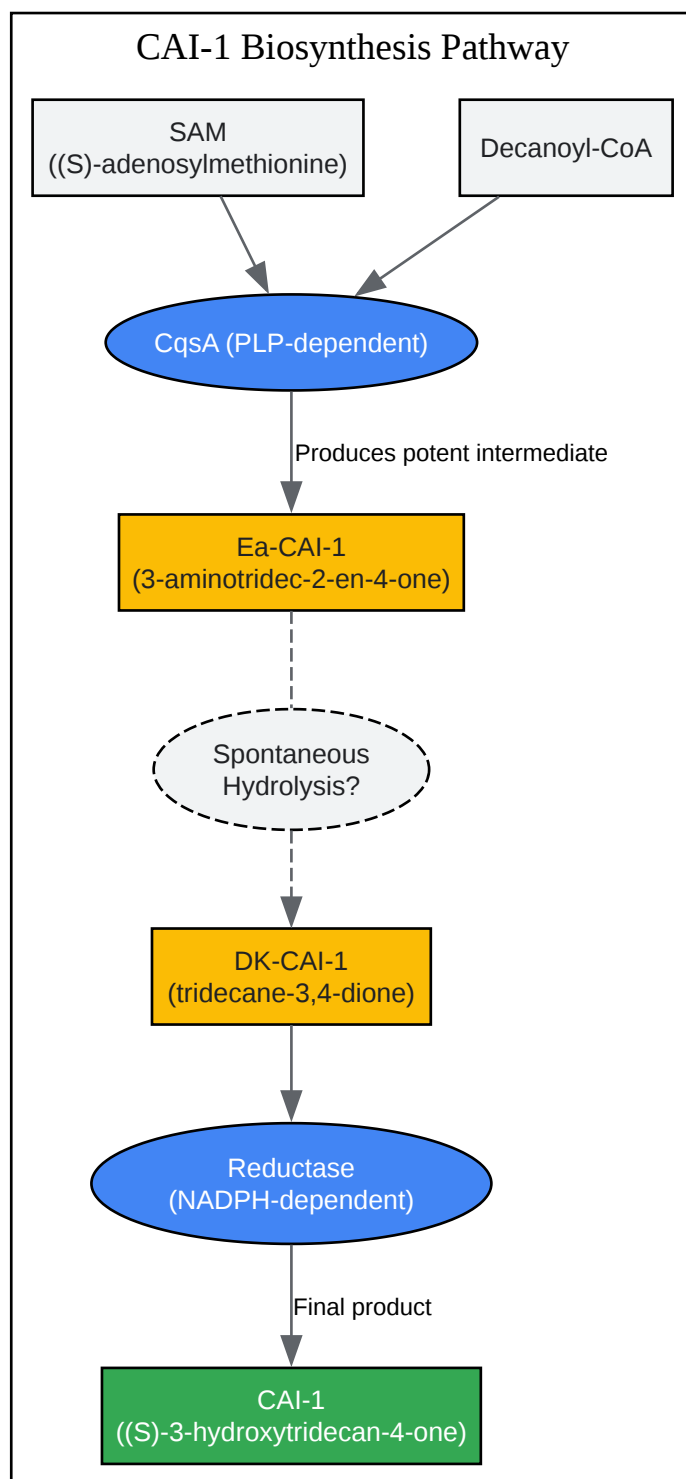 CAI-1 Biosynthesis Pathway
SAM
((S)-adenosylmethionine)
Decanoyl-CoA
CqsA (PLP-dependent)
Produces potent intermediate
Ea-CAI-1
(3-aminotridec-2-en-4-one)
Spontaneous
Hydrolysis?
DK-CAI-1
(tridecane-3,4-dione)
Reductase
(NADPH-dependent)
Final product
CAI-1
((S)-3-hydroxytridecan-4-one)